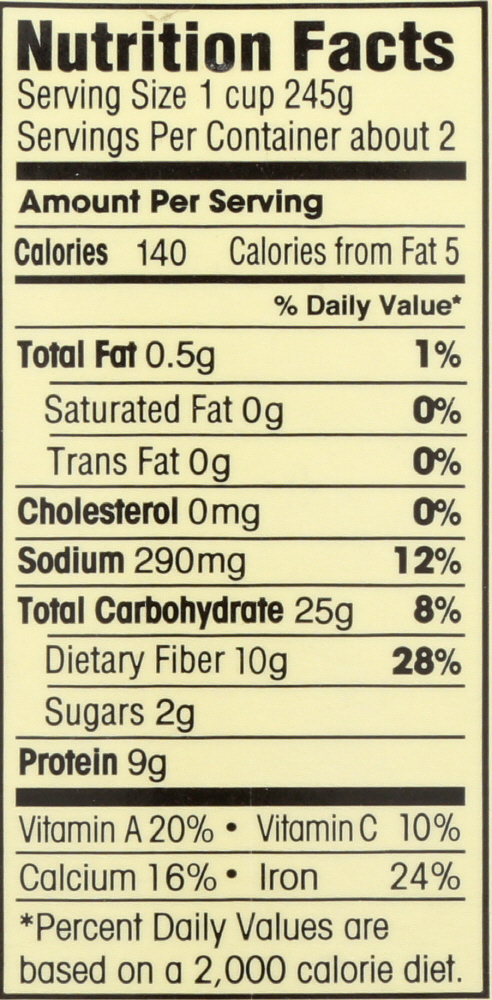 Nutrition Facts
Serving Size 1 cup 245g
Servings Per Container about 2
Amount Per Serving
Calories 140 Calories from Fat 5
% Daily Value*
Total Fat 0.5g 1%
Saturated Fat 0g 0%
Trans Fat 0g 0%
Cholesterol 0mg 0%
Sodium 290mg 12%
Total Carbohydrate 25g 8%
Dietary Fiber 10g 28%
Sugars 2g
Protein 9g
Vitamin A 20% • Vitamin C 10%
Calcium 16% • Iron 24%
*Percent Daily Values are
based on a 2,000 calorie diet.